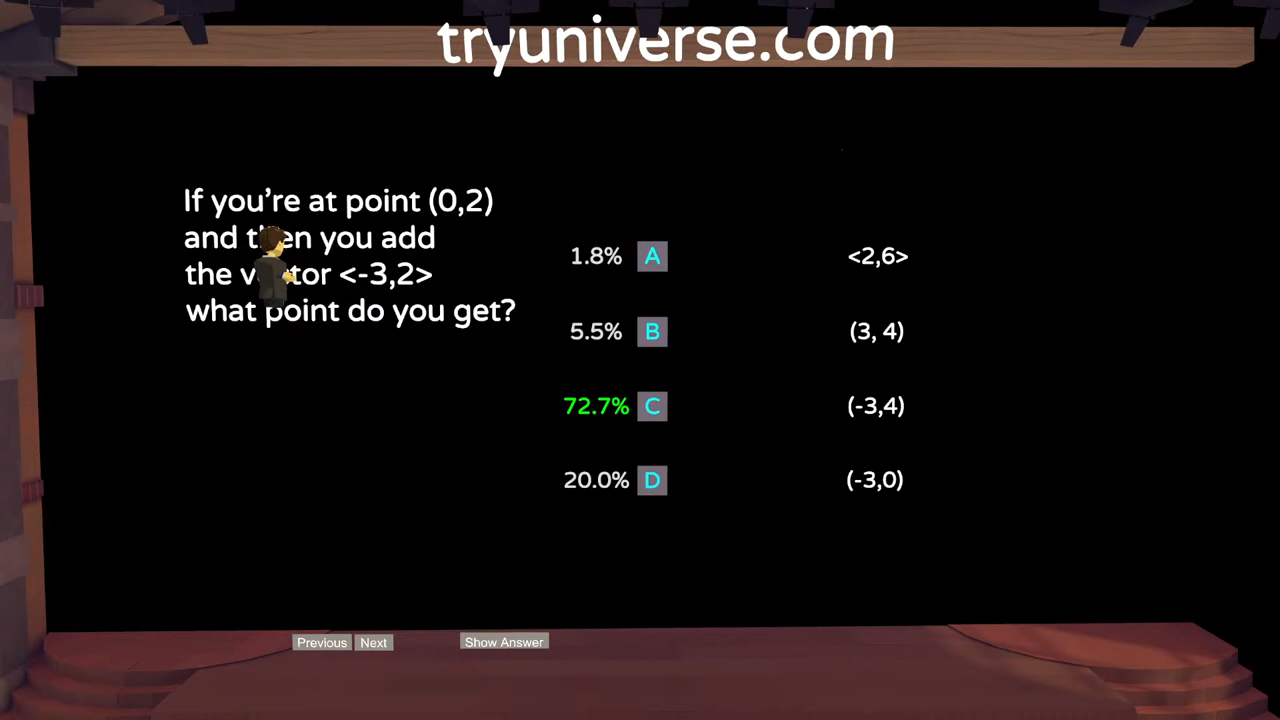 tryuniverse.com
If you're at point (0,2)
and then you add
the vector <-3,2>
what point do you get?
1.8% A <2,6>
5.5% B (3, 4)
72.7% C (-3,4)
20.0% D (-3,0)
Previous Next Show Answer